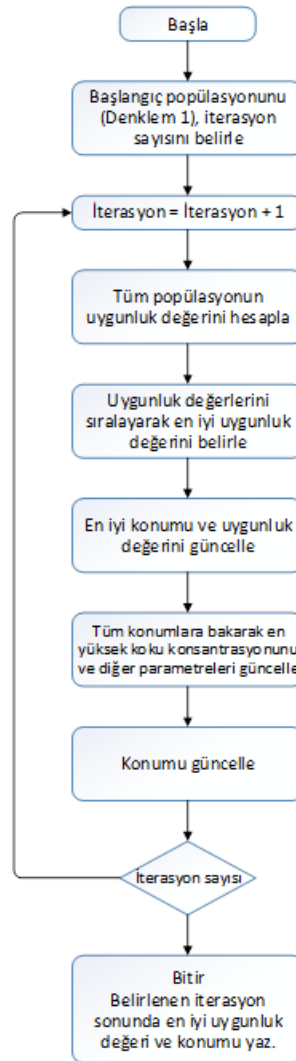 Başla
Başlangıç popülasyonunu
(Denklem 1), iterasyon
sayısını belirle
İterasyon = İterasyon + 1
Tüm popülasyonun
uygunluk değerini hesapla
Uygunluk değerlerini
sıralayarak en iyi uygunluk
değerini belirle
En iyi konumu ve uygunluk
değerini güncelle
Tüm konumlara bakarak en
yüksek koku konsantrasyonunu
ve diğer parametreleri güncelle
Konumu güncelle
İterasyon sayısı
Bitir
Belirlenen iterasyon
sonunda en iyi uygunluk
değeri ve konumu yaz.